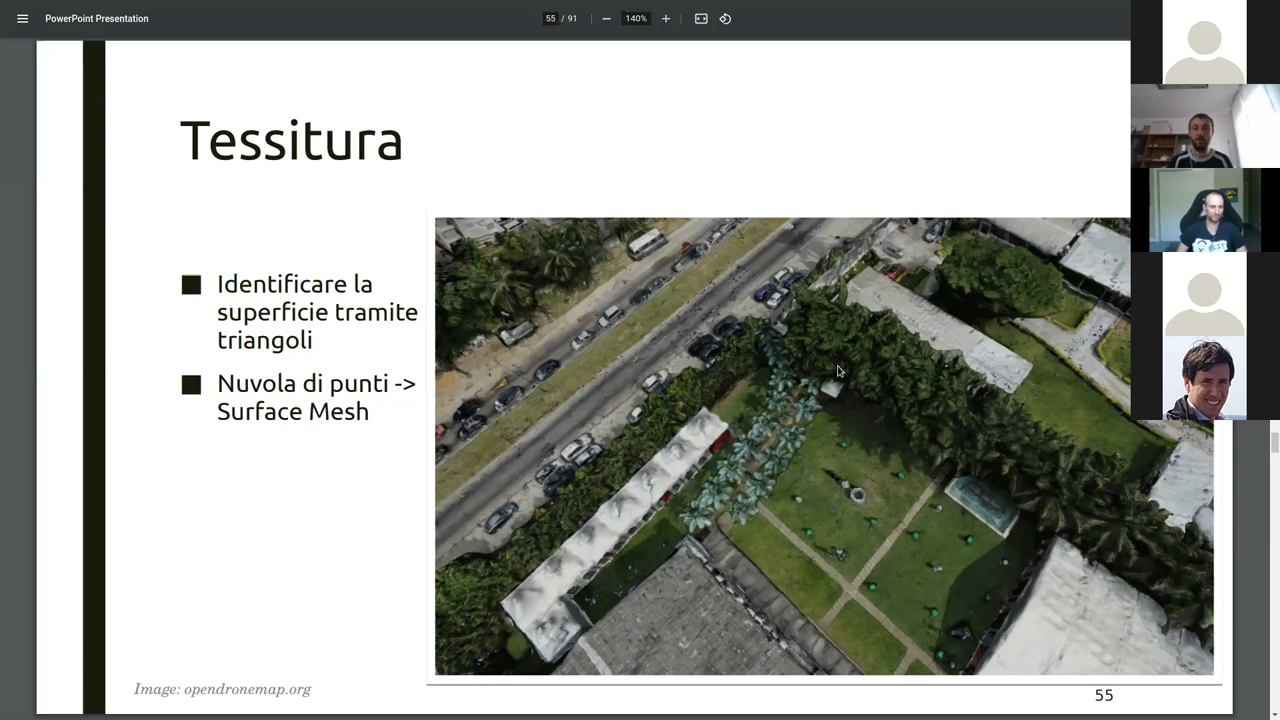 PowerPoint Presentation
55 / 91
140%
Tessitura
Identificare la
superficie tramite
triangoli
Nuvola di punti ->
Surface Mesh
Image: opendronemap.org
55